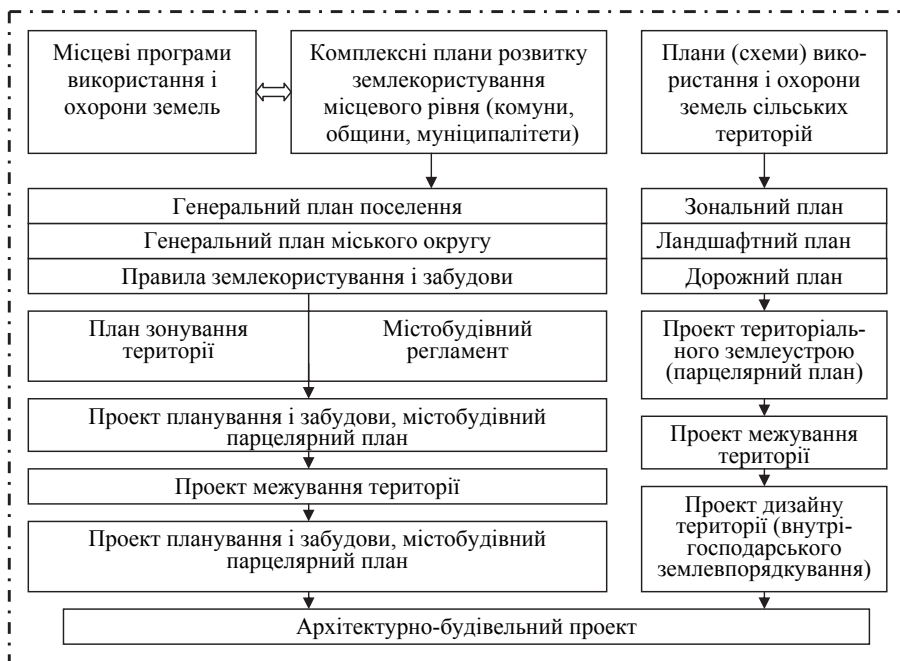 Місцеві програми
використання і
охорони земель
Комплексні плани розвитку
землекористування
місцевого рівня (комуни,
общини, муніципалітети)
Плани (схеми) вико-
ристання і охорони
земель сільських
територій
Генеральний план поселення
Генеральний план міського округу
Правила землекористування і забудови
План зонування
території
Містобудівний
регламент
Проект планування і забудови, містобудівний
парцелярний план
Проект межування території
Проект планування і забудови, містобудівний
парцелярний план
Зональний план
Ландшафтний план
Дорожний план
Проект територіаль-
ного землеустрою
(парцелярний план)
Проект межування
території
Проект дизайну
території (внутрі-
господарського
землевпорядкування)
Архітектурно-будівельний проект